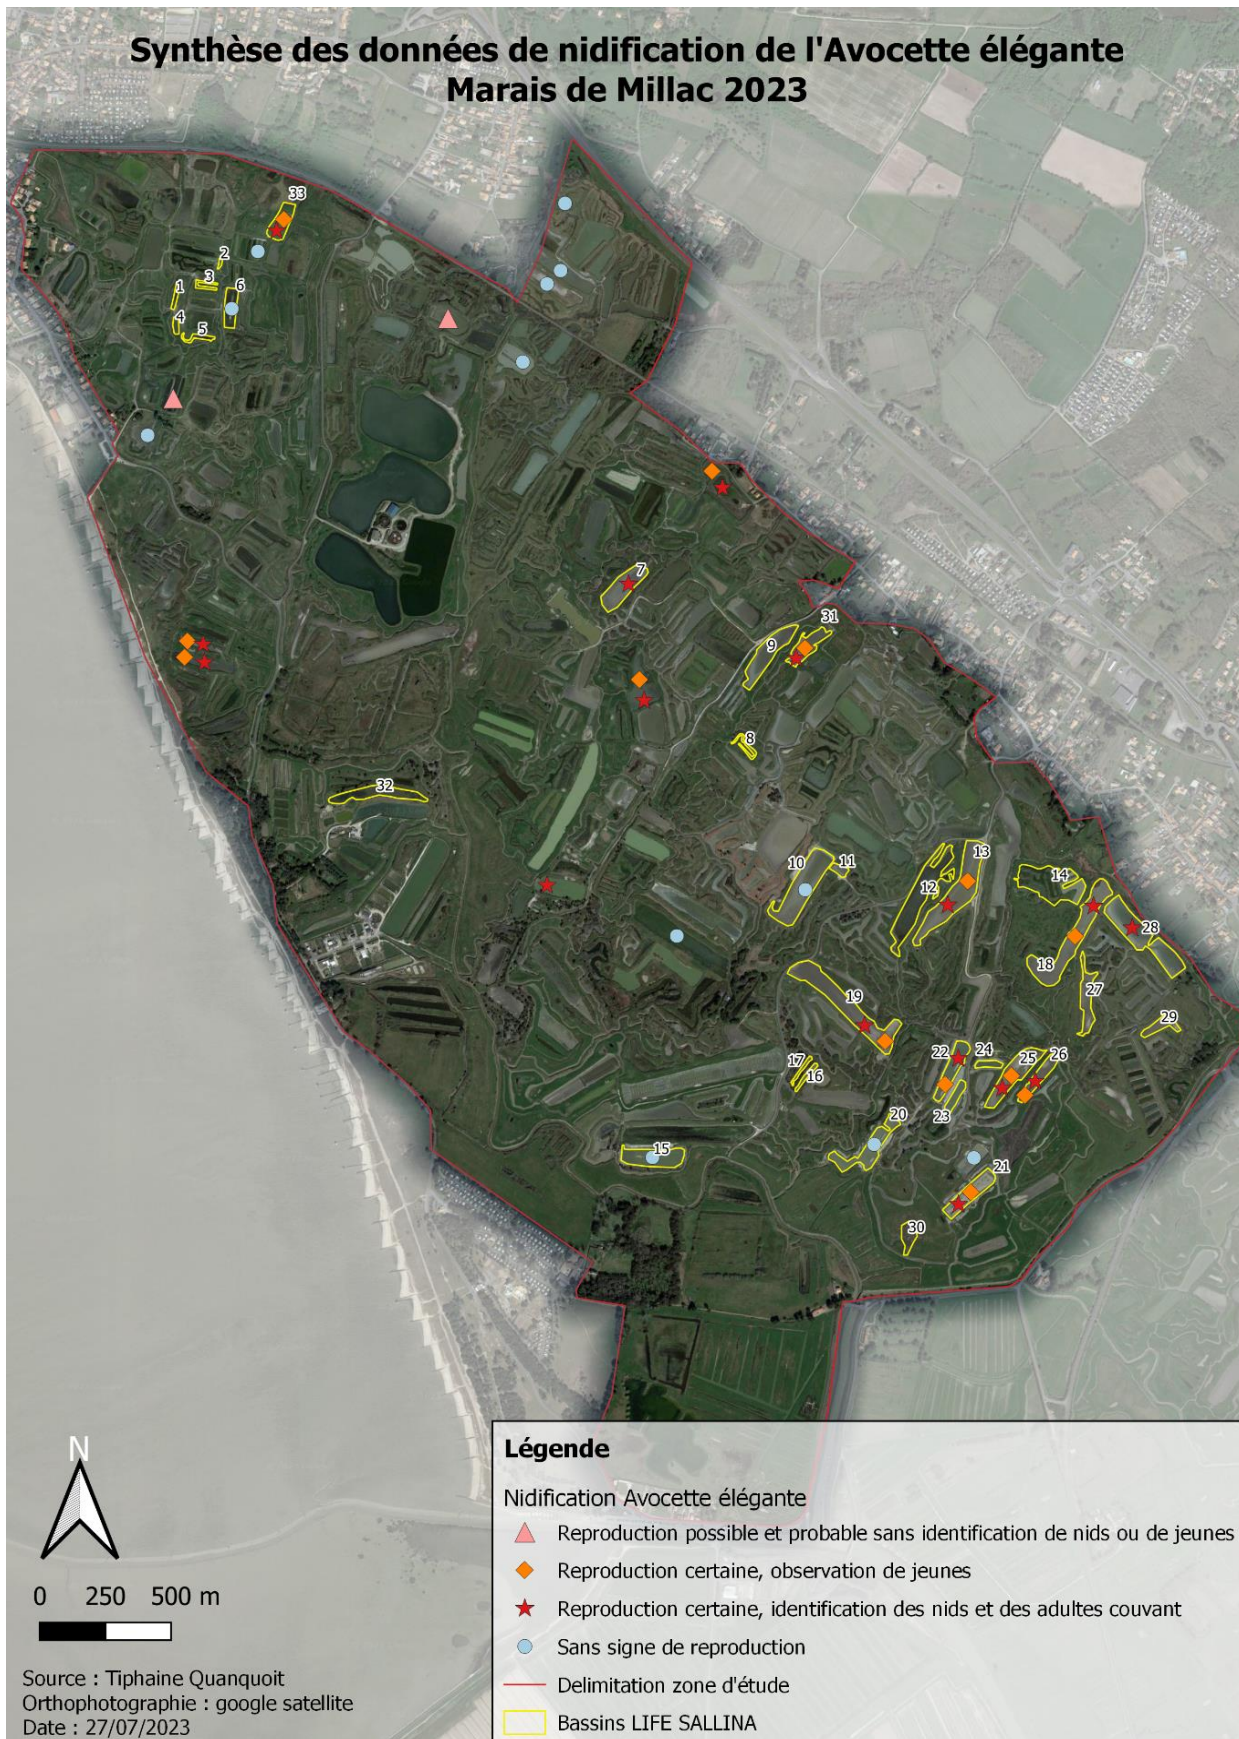 Synthèse des données de nidification de l'Avocette élégante
Marais de Millac 2023
33
2
3
6
1
4
5
7
31
9
8
32
10
11
13
12
14
28
18
27
19
29
22
24
25
26
17
16
23
20
15
21
30
N
0 250 500 m
Source : Tiphaine Quanquoit
Orthophotographie : google satellite
Date : 27/07/2023
Légende
Nidification Avocette élégante
Reproduction possible et probable sans identification de nids ou de jeunes
Reproduction certaine, observation de jeunes
Reproduction certaine, identification des nids et des adultes couvant
Sans signe de reproduction
Delimitation zone d'étude
Bassins LIFE SALLINA